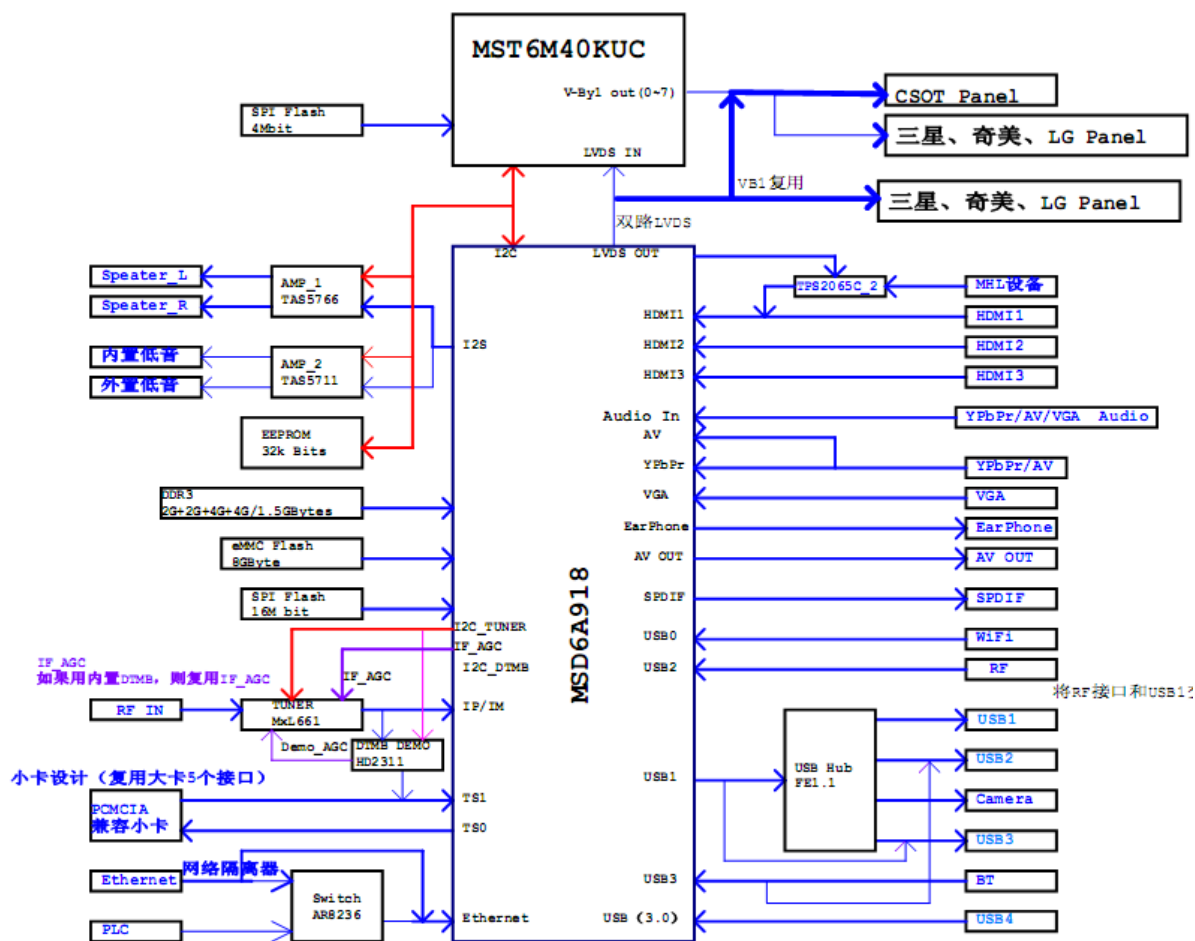 MST6M40KUC
V-By1 out(0~7)
CSOT Panel
SPI Flash
4Mbit
三星、奇美、LG Panel
LVDS IN
VB1复用
三星、奇美、LG Panel
双路LVDS
I2C
LVDS OUT
Speater_L
AMP_1
TAS5766
TPS2065C_2
MHL设备
Speater_R
HDMI1
HDMI1
I2S
HDMI2
HDMI2
内置低音
AMP_2
TAS5711
外置低音
HDMI3
HDMI3
Audio In
YPbPr/AV/VGA Audio
EEPROM
32k Bits
AV
YPbPr
YPbPr/AV
DDR3
2G+2G+4G+4G/1.5GBytes
VGA
VGA
EarPhone
EarPhone
eMMC Flash
8GByte
AV OUT
AV OUT
MSD6A918
SPI Flash
16M bit
SPDIF
SPDIF
I2C_TUNER
USB0
WiFi
IF_AGC
IF_AGC
如果用内置DTMB，则复用IF_AGC
IF_AGC
I2C_DTMB
USB2
RF
将RF接口和USB1
RF IN
TUNER
MxL661
IP/IM
USB1
Demo_AGC
DTMB DEMO
HD2311
USB2
小卡设计（复用大卡5个接口）
USB1
USB Hub
FE1.1
PCMCIA
兼容小卡
TS1
Camera
TS0
USB3
网络隔离器
Ethernet
USB3
BT
Switch
AR8236
PLC
Ethernet
USB (3.0)
USB4